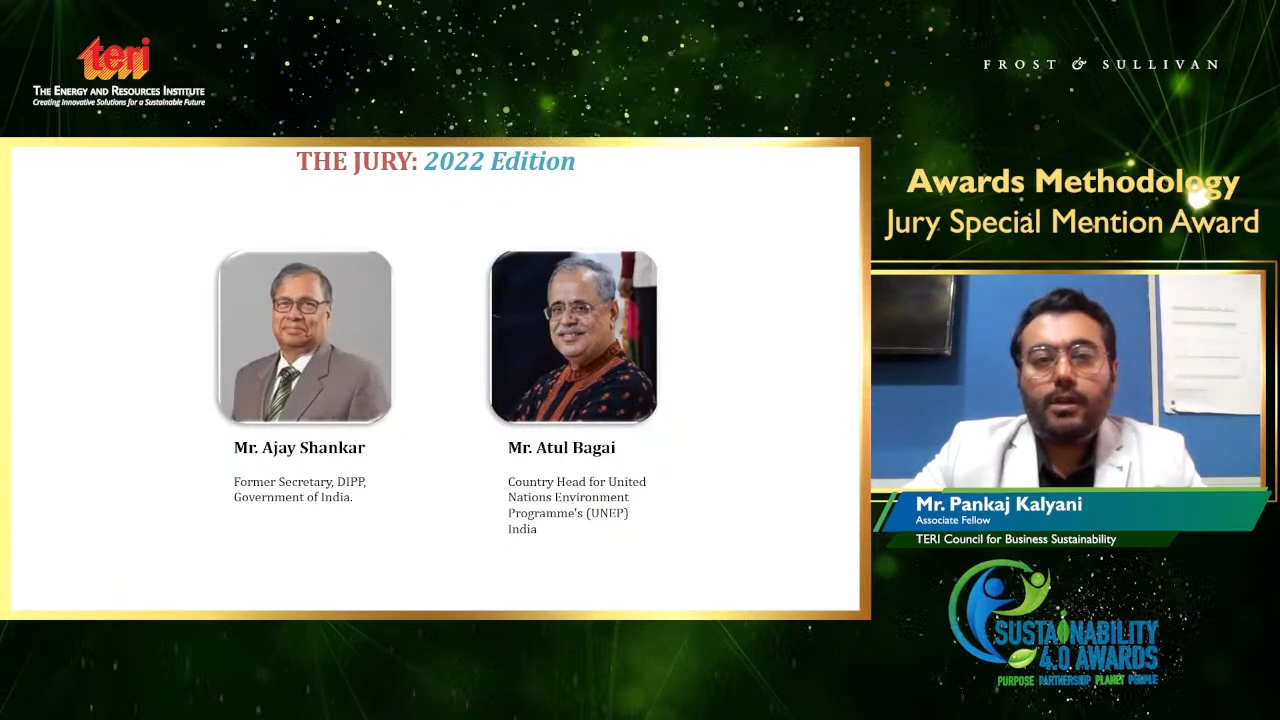 teri
THE ENERGY AND RESOURCES INSTITUTE
Creating Innovative Solutions for a Sustainable Future
FROST & SULLIVAN
THE JURY: 2022 Edition
Mr. Ajay Shankar
Former Secretary, DIPP,
Government of India.
Mr. Atul Bagai
Country Head for United
Nations Environment
Programme's (UNEP)
India
Awards Methodology
Jury Special Mention Award
Mr. Pankaj Kalyani
Associate Fellow
TERI Council for Business Sustainability
SUSTAINABILITY
4.0 AWARDS
PURPOSE PARTNERSHIP PLANET PEOPLE